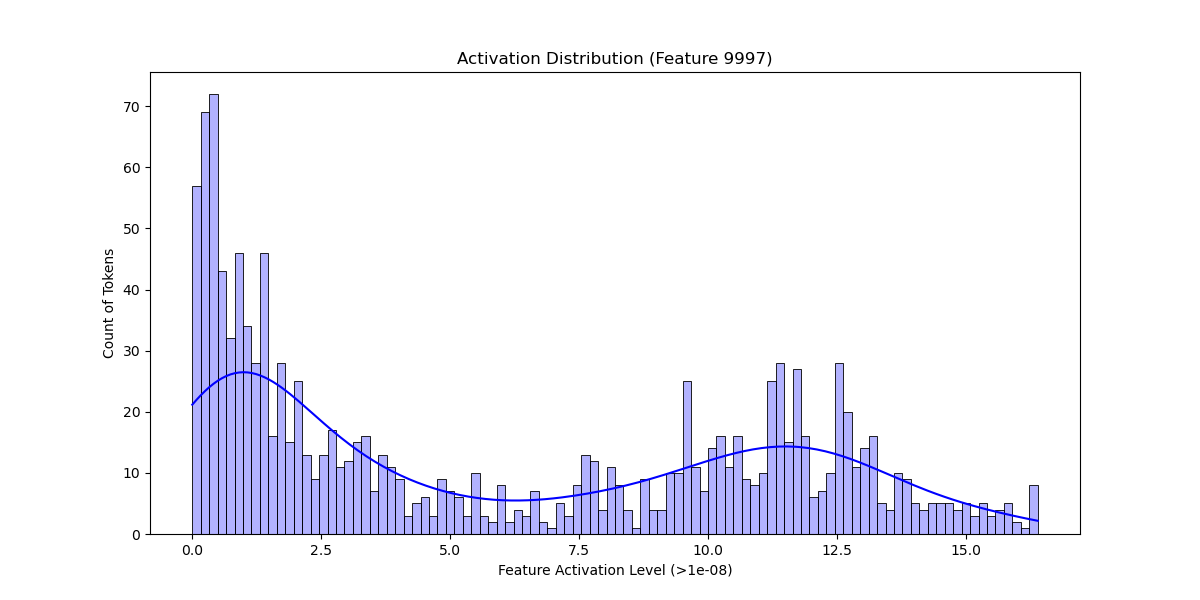 Activation Distribution (Feature 9997)
70
60
50
40
30
20
10
0
Count of Tokens
0.0 2.5 5.0 7.5 10.0 12.5 15.0
Feature Activation Level (>1e-08)